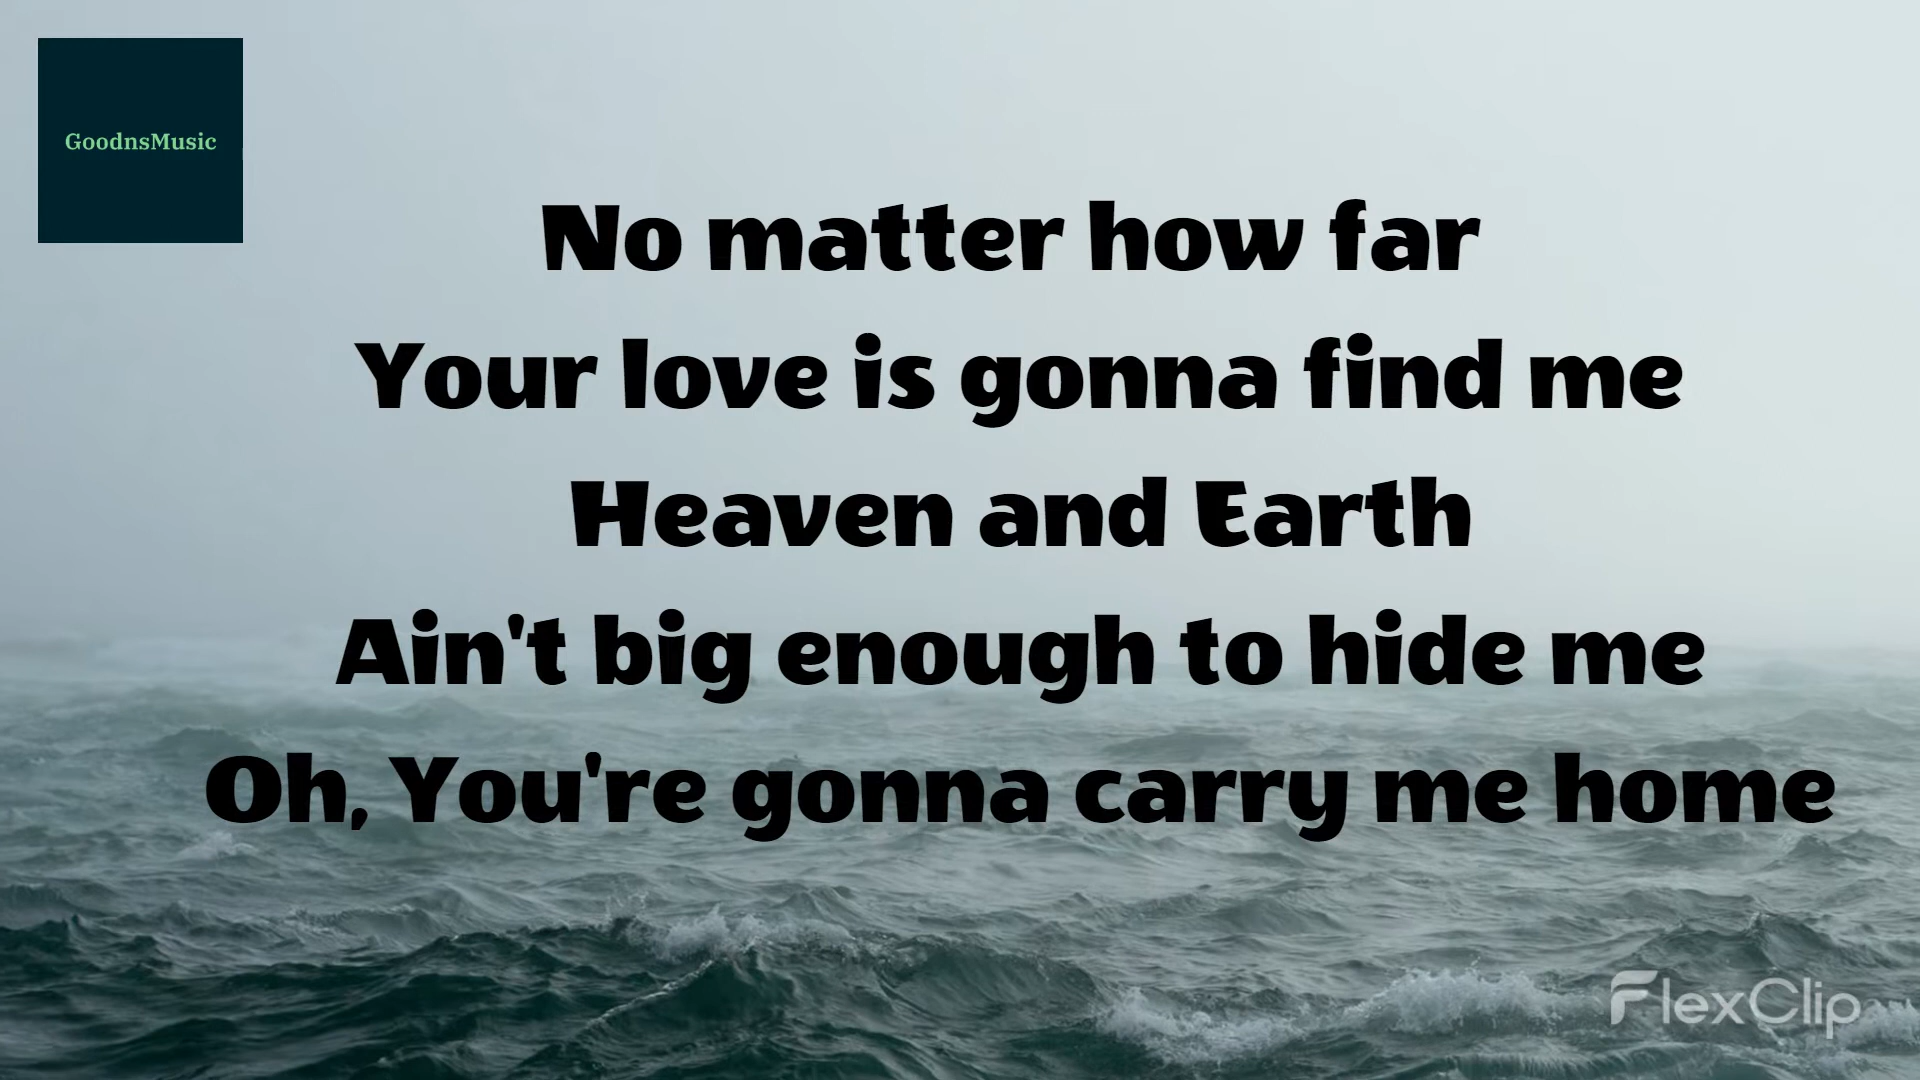 GoodnsMusic
No matter how far
Your love is gonna find me
Heaven and Earth
Ain't big enough to hide me
Oh, You're gonna carry me home
FlexClip